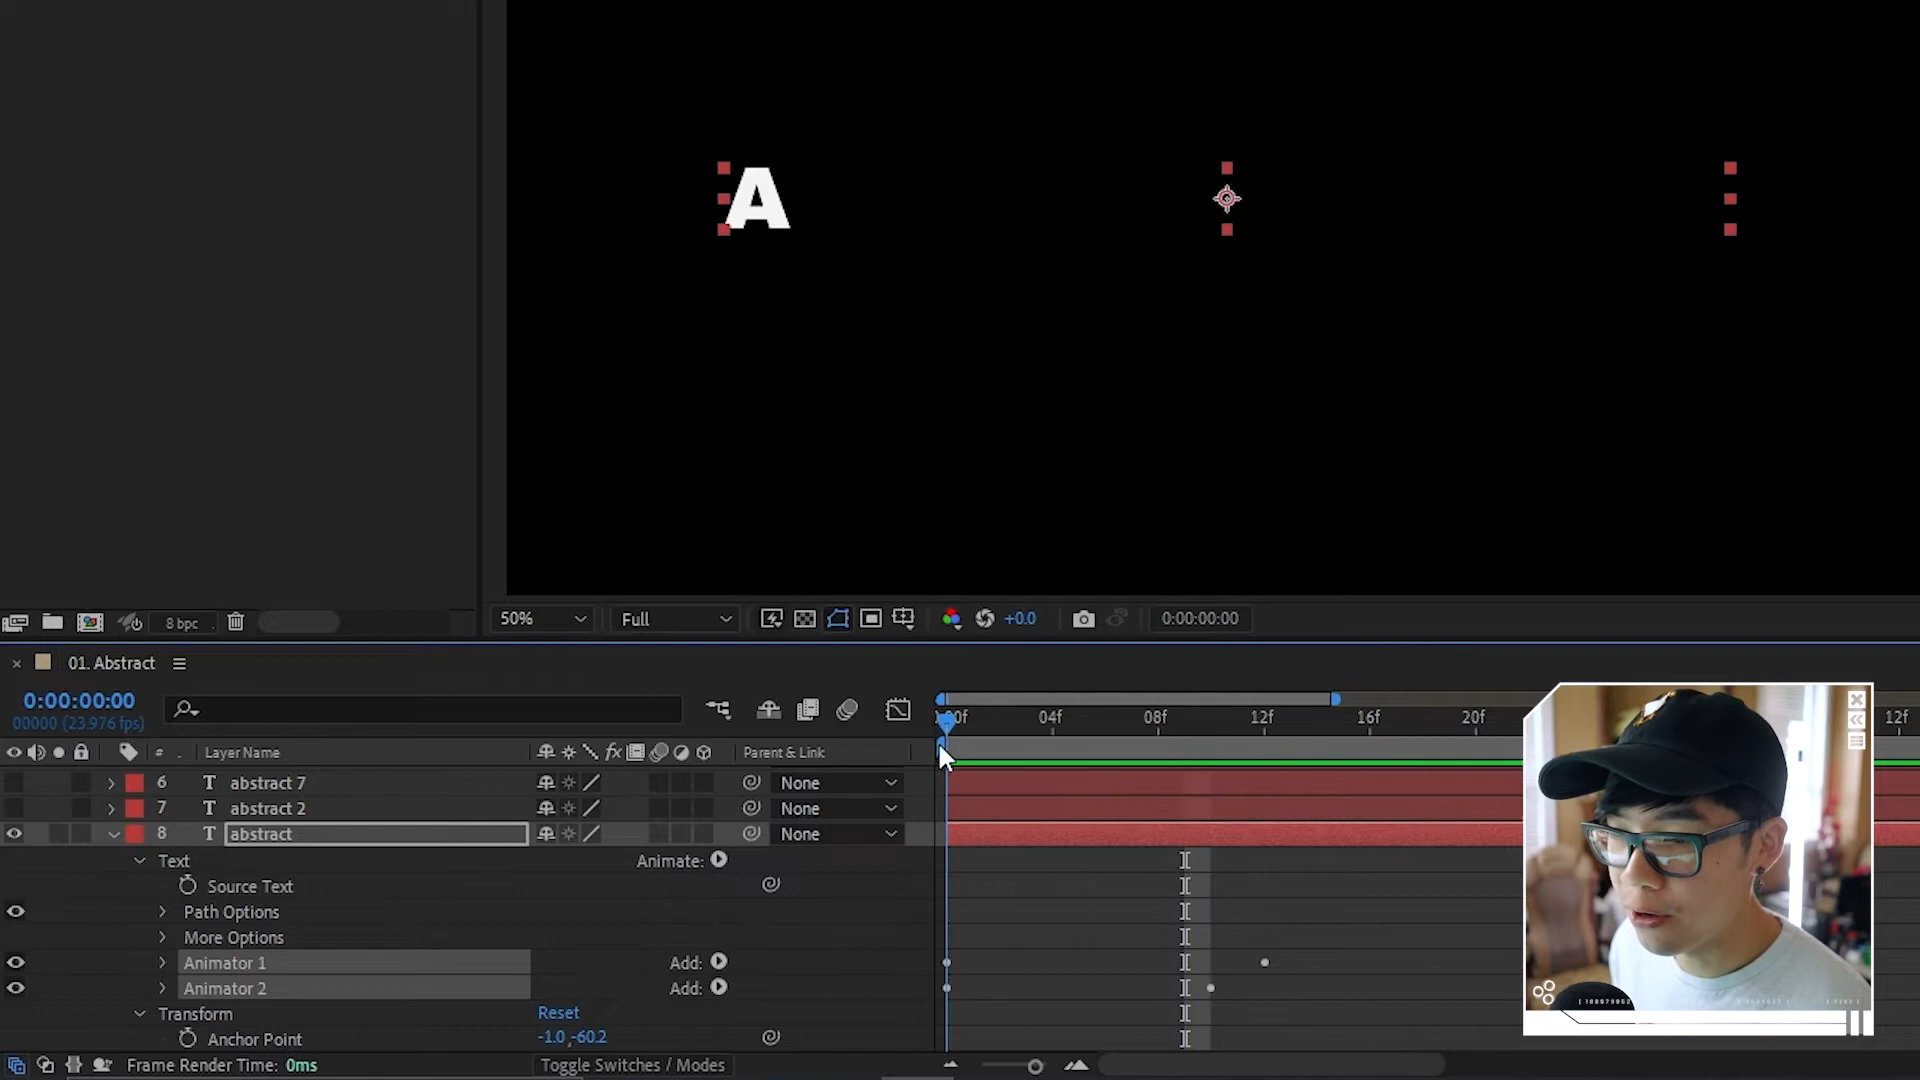 A
8 bpc
50%
Full
+0.0
0:00:00:00
01. Abstract
0:00:00:00
00000 (23.976 fps)
:00f 04f 08f 12f 16f 20f 12f
# Layer Name fx Parent & Link
6 T abstract 7 None
7 T abstract 2 None
8 T abstract None
Text Animate:
Source Text
Path Options
More Options
Animator 1 Add:
Animator 2 Add:
Transform Reset
Anchor Point -1.0,-60.2
Frame Render Time: 0ms Toggle Switches / Modes